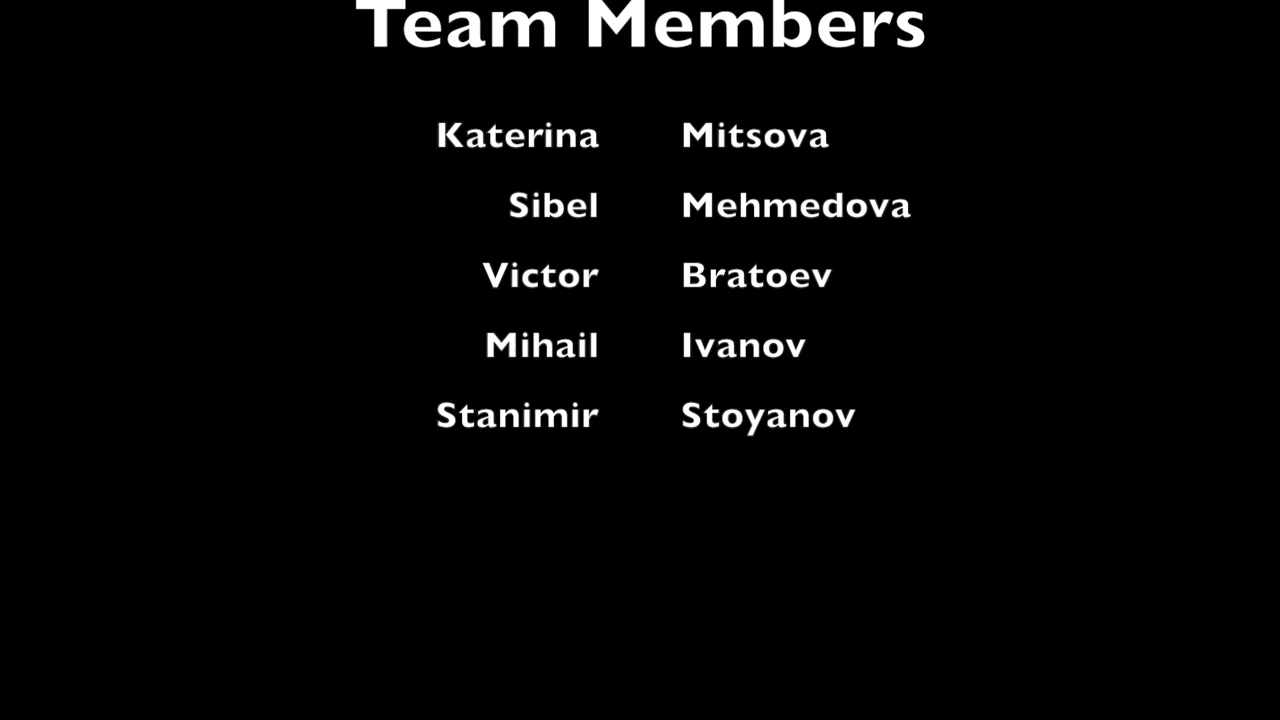 Team Members
Katerina Mitsova
Sibel Mehmedova
Victor Bratoev
Mihail Ivanov
Stanimir Stoyanov